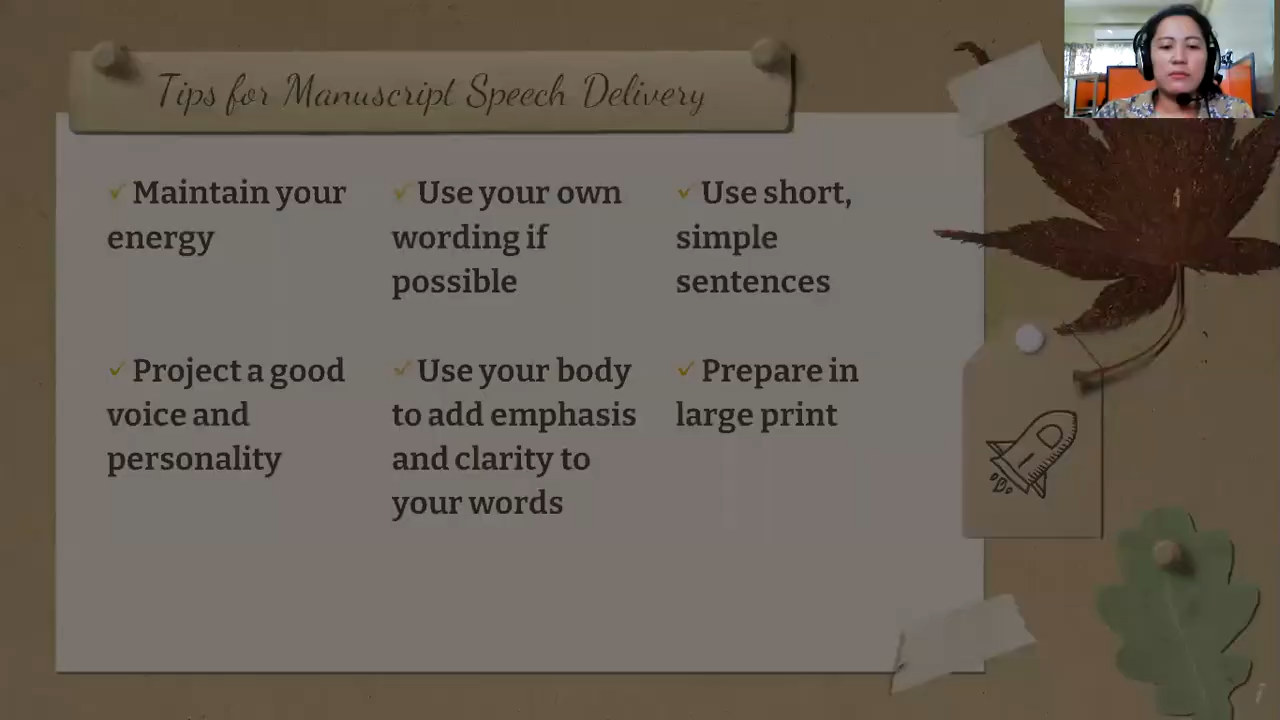 Tips for Manuscript Speech Delivery
✓Maintain your
energy
✓Use your own
wording if
possible
✓Use short,
simple
sentences
✓Project a good
voice and
personality
✓Use your body
to add emphasis
and clarity to
your words
✓Prepare in
large print